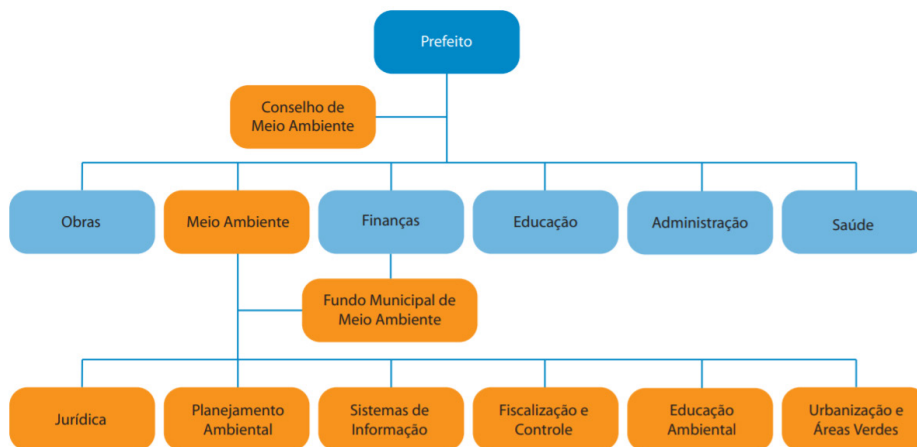 Prefeito
Conselho de
Meio Ambiente
Obras
Meio Ambiente
Finanças
Educação
Administração
Saúde
Fundo Municipal de
Meio Ambiente
Jurídica
Planejamento
Ambiental
Sistemas de
Informação
Fiscalização e
Controle
Educação
Ambiental
Urbanização e
Áreas Verdes